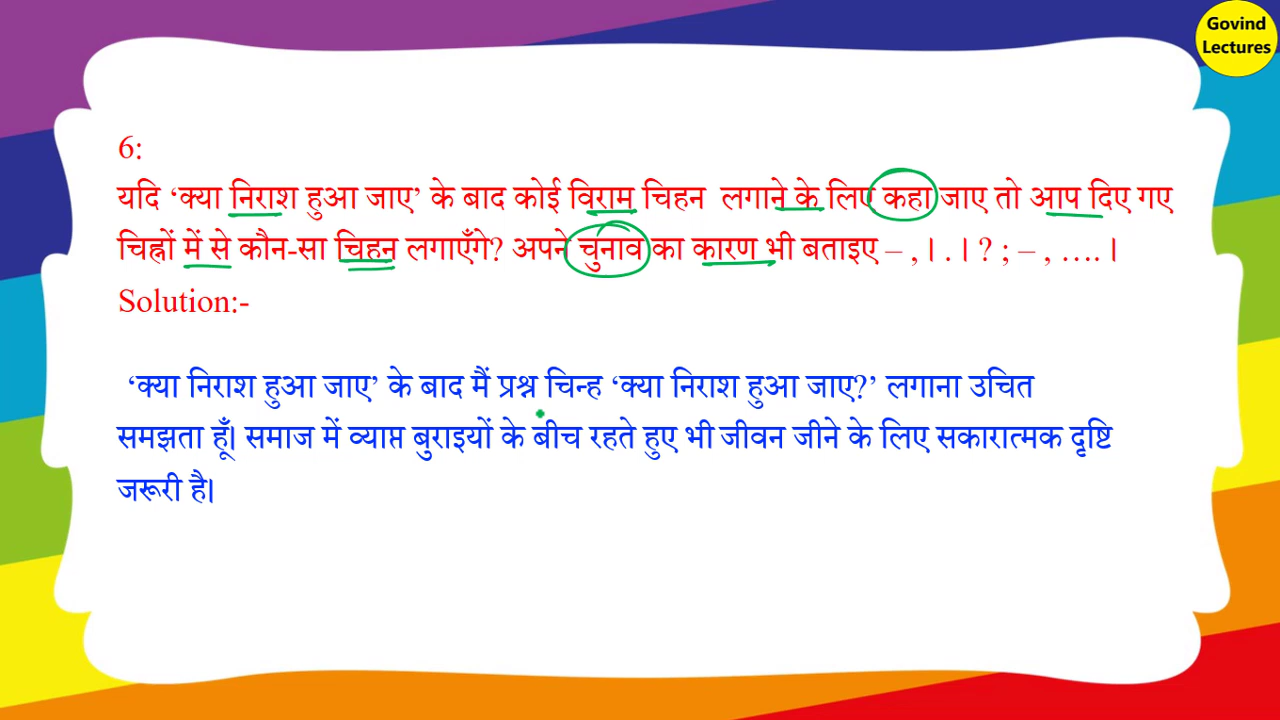 Govind
Lectures
6:
यदि ‘क्या निराश हुआ जाए’ के बाद कोई विराम चिहन लगाने के लिए कहा जाए तो आप दिए गए
चिह्नों में से कौन-सा चिहन लगाएँगे? अपने चुनाव का कारण भी बताइए – , । . । ? ; – , …. ।
Solution:-
‘क्या निराश हुआ जाए’ के बाद मैं प्रश्न चिन्ह ‘क्या निराश हुआ जाए?’ लगाना उचित
समझता हूँ। समाज में व्याप्त बुराइयों के बीच रहते हुए भी जीवन जीने के लिए सकारात्मक दृष्टि
जरूरी है।